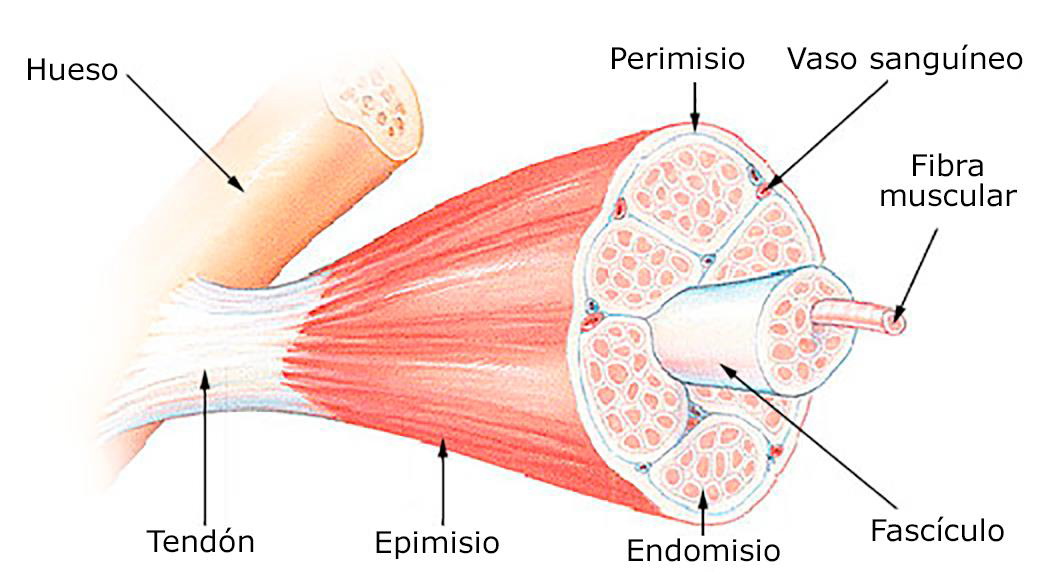 Hueso
Perimisio
Vaso sanguíneo
Fibra
muscular
Tendón
Epimisio
Endomisio
Fascículo